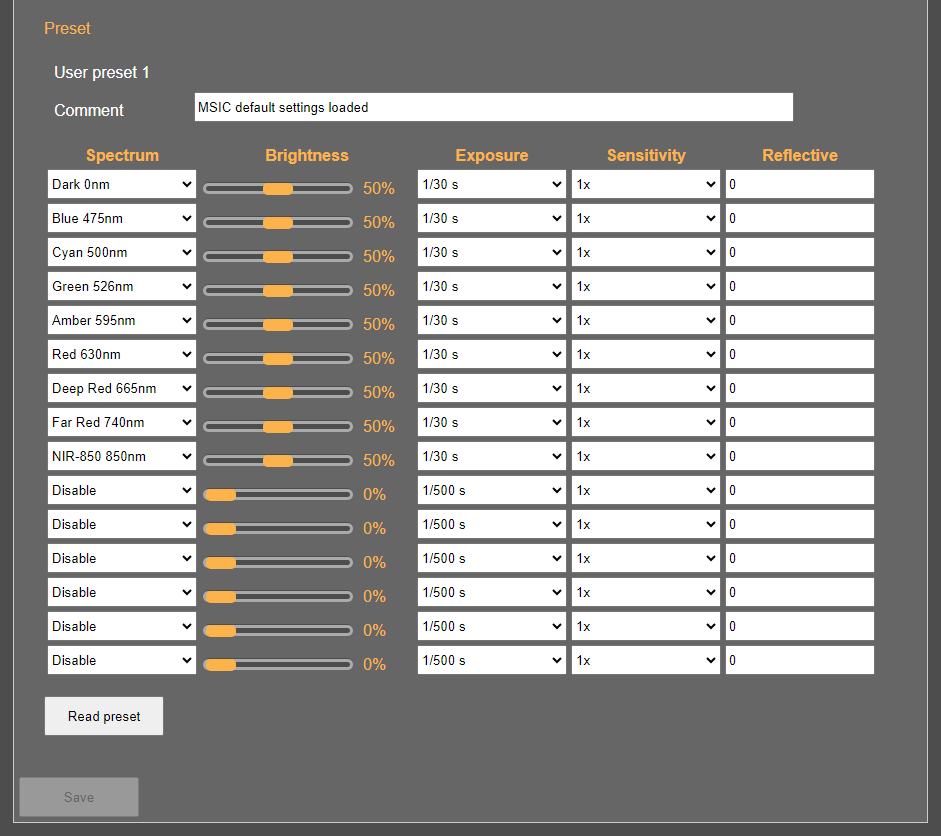 Preset
User preset 1
Comment MSIC default settings loaded
Spectrum Brightness Exposure Sensitivity Reflective
Dark 0nm 50% 1/30 s 1x 0
Blue 475nm 50% 1/30 s 1x 0
Cyan 500nm 50% 1/30 s 1x 0
Green 526nm 50% 1/30 s 1x 0
Amber 595nm 50% 1/30 s 1x 0
Red 630nm 50% 1/30 s 1x 0
Deep Red 665nm 50% 1/30 s 1x 0
Far Red 740nm 50% 1/30 s 1x 0
NIR-850 850nm 50% 1/30 s 1x 0
Disable 0% 1/500 s 1x 0
Disable 0% 1/500 s 1x 0
Disable 0% 1/500 s 1x 0
Disable 0% 1/500 s 1x 0
Disable 0% 1/500 s 1x 0
Disable 0% 1/500 s 1x 0
Read preset
Save